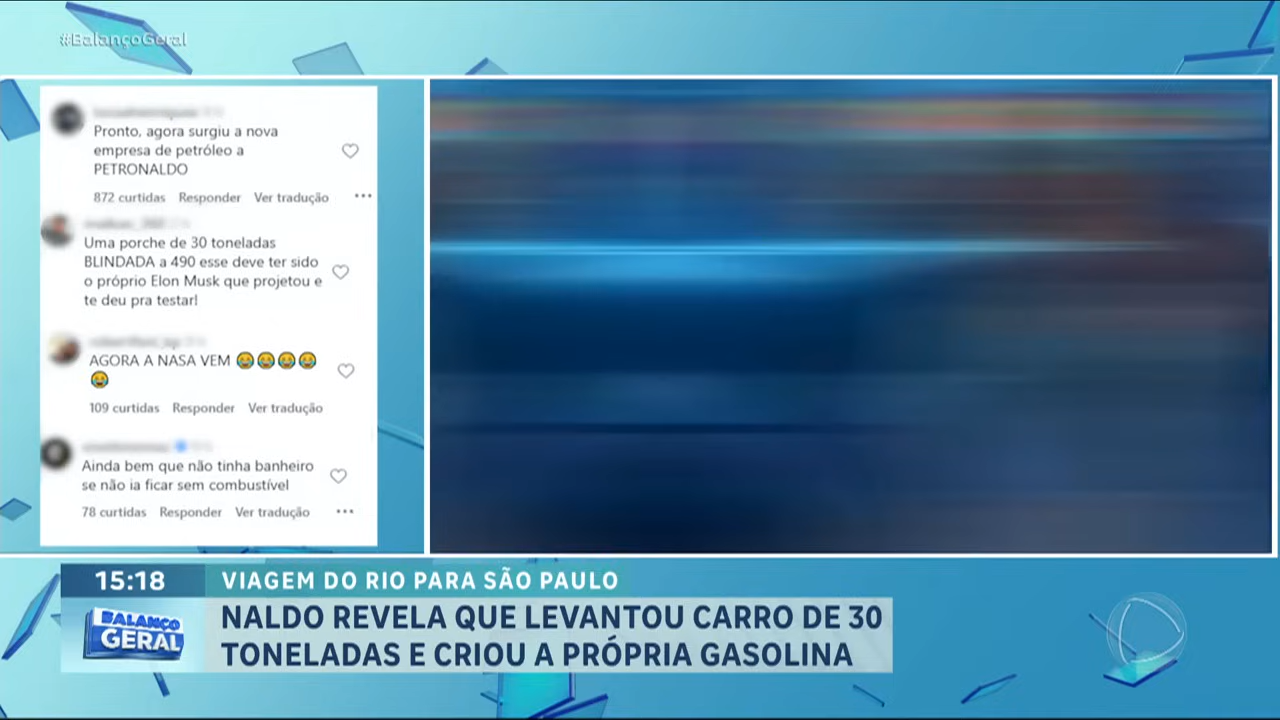 #BalançoGeral
Pronto, agora surgiu a nova
empresa de petróleo a
PETRONALDO
872 curtidas Responder Ver tradução
Uma porche de 30 toneladas
BLINDADA a 490 esse deve ter sido
o próprio Elon Musk que projetou e
te deu pra testar!
AGORA A NASA VEM 😂😂😂😂
😂
109 curtidas Responder Ver tradução
Ainda bem que não tinha banheiro
se não ia ficar sem combustível
78 curtidas Responder Ver tradução
15:18 VIAGEM DO RIO PARA SÃO PAULO
BALANÇO
GERAL
NALDO REVELA QUE LEVANTOU CARRO DE 30
TONELADAS E CRIOU A PRÓPRIA GASOLINA